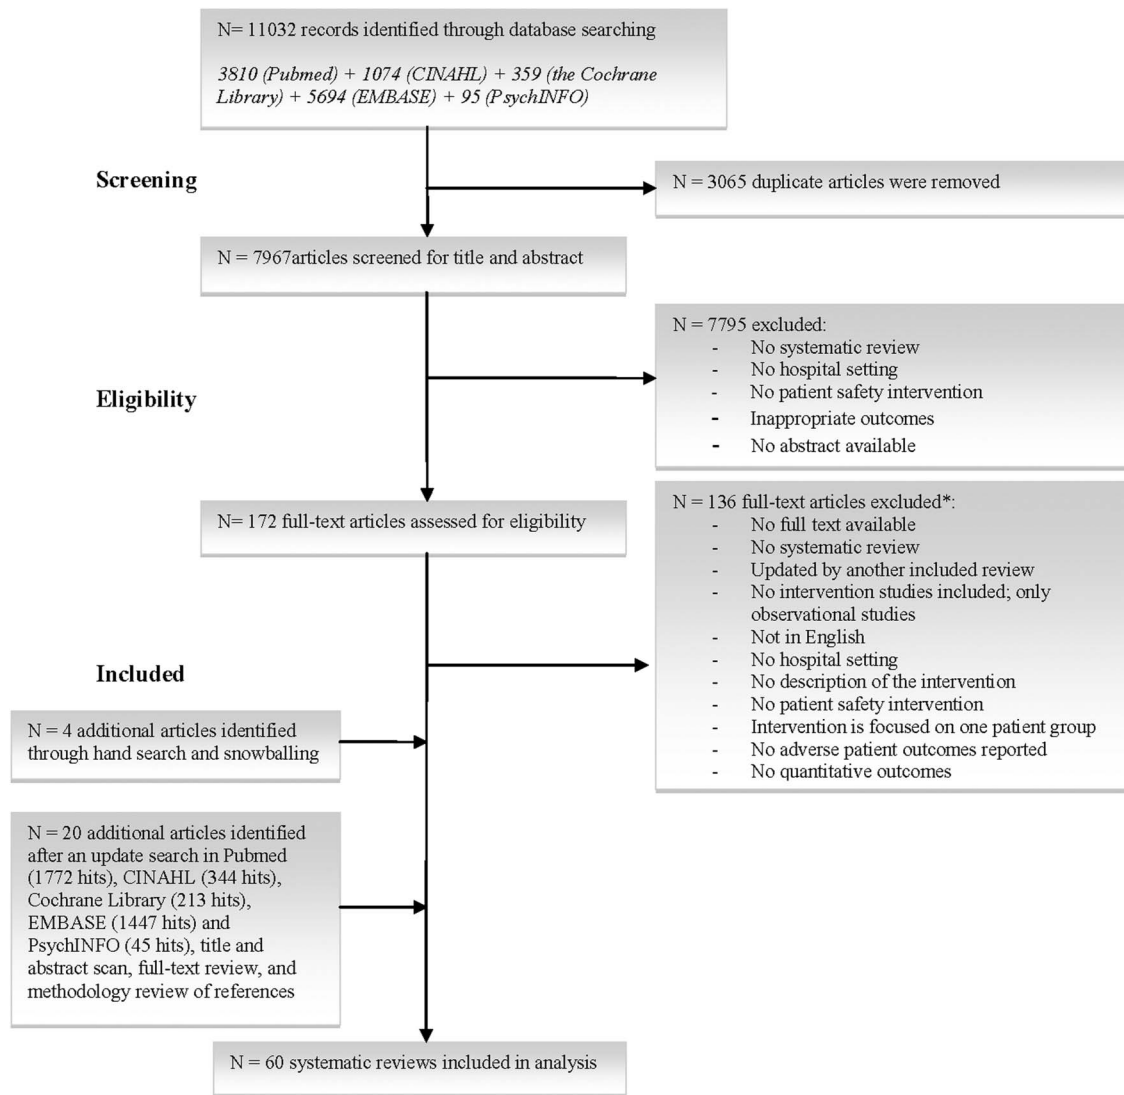 N= 11032 records identified through database searching
3810 (Pubmed) + 1074 (CINAHL) + 359 (the Cochrane
Library) + 5694 (EMBASE) + 95 (PsychINFO)
Screening
N = 3065 duplicate articles were removed
N = 7967articles screened for title and abstract
N = 7795 excluded:
- No systematic review
- No hospital setting
- No patient safety intervention
- Inappropriate outcomes
- No abstract available
Eligibility
N= 172 full-text articles assessed for eligibility
N = 136 full-text articles excluded*:
- No full text available
- No systematic review
- Updated by another included review
- No intervention studies included; only
observational studies
- Not in English
- No hospital setting
- No description of the intervention
- No patient safety intervention
- Intervention is focused on one patient group
- No adverse patient outcomes reported
- No quantitative outcomes
Included
N = 4 additional articles identified
through hand search and snowballing
N = 20 additional articles identified
after an update search in Pubmed
(1772 hits), CINAHL (344 hits),
Cochrane Library (213 hits),
EMBASE (1447 hits) and
PsychINFO (45 hits), title and
abstract scan, full-text review, and
methodology review of references
N = 60 systematic reviews included in analysis